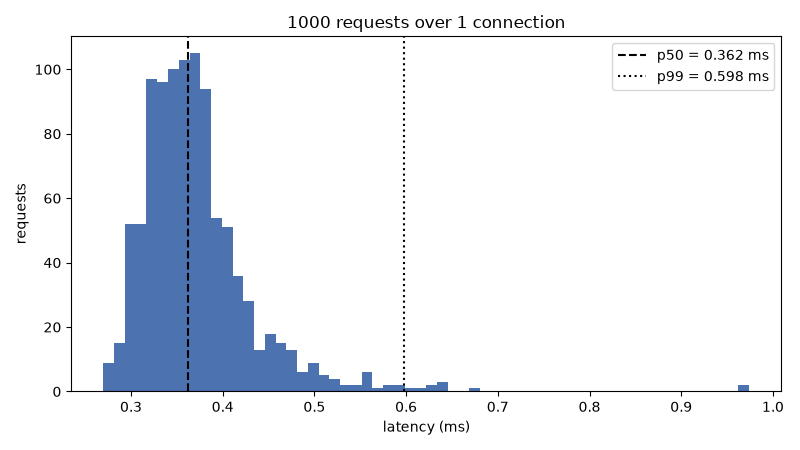 1000 requests over 1 connection
p50 = 0.362 ms
p99 = 0.598 ms
requests
100
80
60
40
20
0
0.3 0.4 0.5 0.6 0.7 0.8 0.9 1.0
latency (ms)